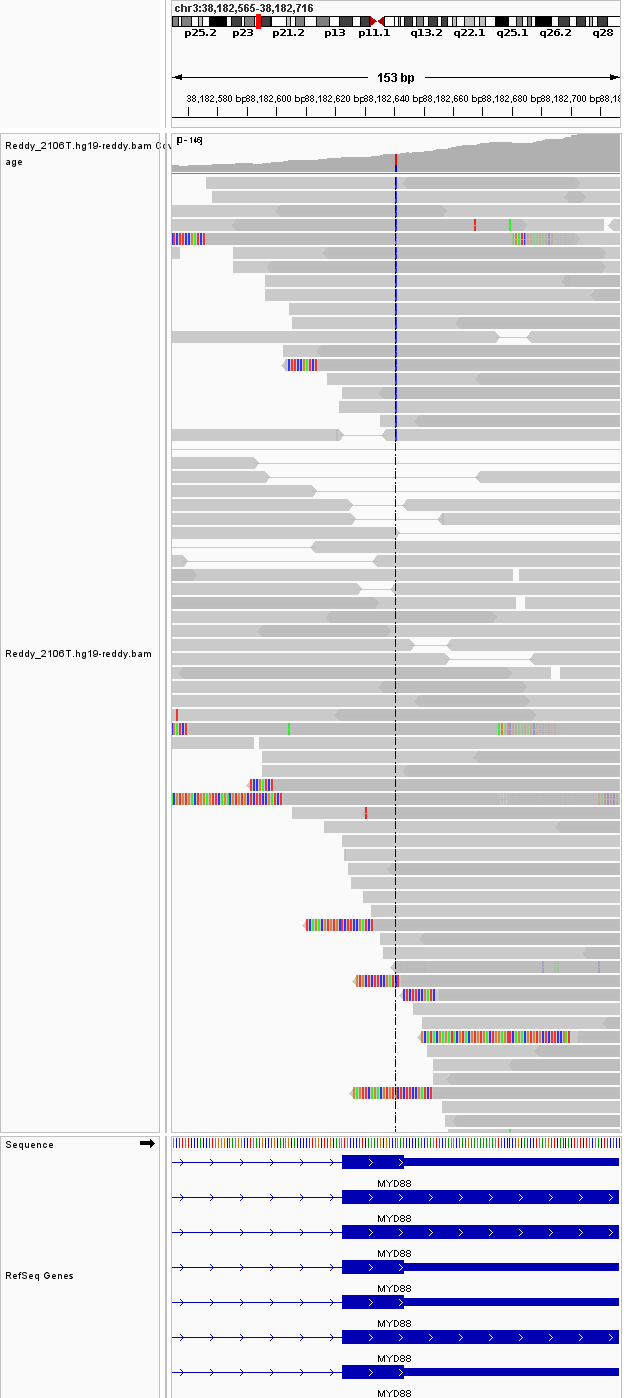 chr3:38,182,565-38,182,716
p25.2 p23 p21.2 p13 p11.1 q13.2 q22.1 q25.1 q26.2 q28
153 bp
38,182,580 bp 38,182,600 bp 38,182,620 bp 38,182,640 bp 38,182,660 bp 38,182,680 bp 38,182,700 bp
Reddy_2106T.hg19-reddy.bam Cov
age
[0 - 146]
Reddy_2106T.hg19-reddy.bam
Sequence
MYD88
MYD88
MYD88
RefSeq Genes
MYD88
MYD88
MYD88
MYD88